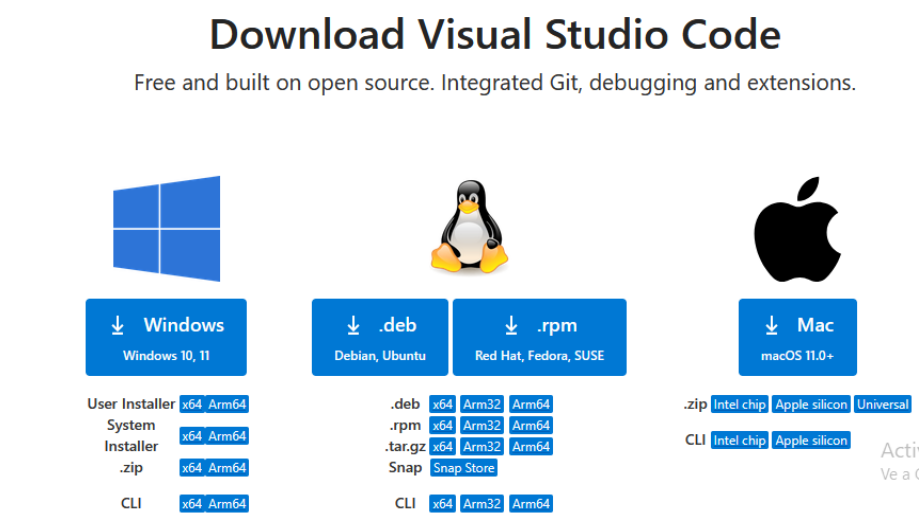 Download Visual Studio Code
Free and built on open source. Integrated Git, debugging and extensions.
Windows
Windows 10, 11
User Installer x64 Arm64
System
Installer x64 Arm64
.zip x64 Arm64
CLI x64 Arm64
.deb
Debian, Ubuntu
.rpm
Red Hat, Fedora, SUSE
.deb x64 Arm32 Arm64
.rpm x64 Arm32 Arm64
.tar.gz x64 Arm32 Arm64
Snap Snap Store
CLI x64 Arm32 Arm64
Mac
macOS 11.0+
.zip Intel chip Apple silicon Universal
CLI Intel chip Apple silicon
Ve a